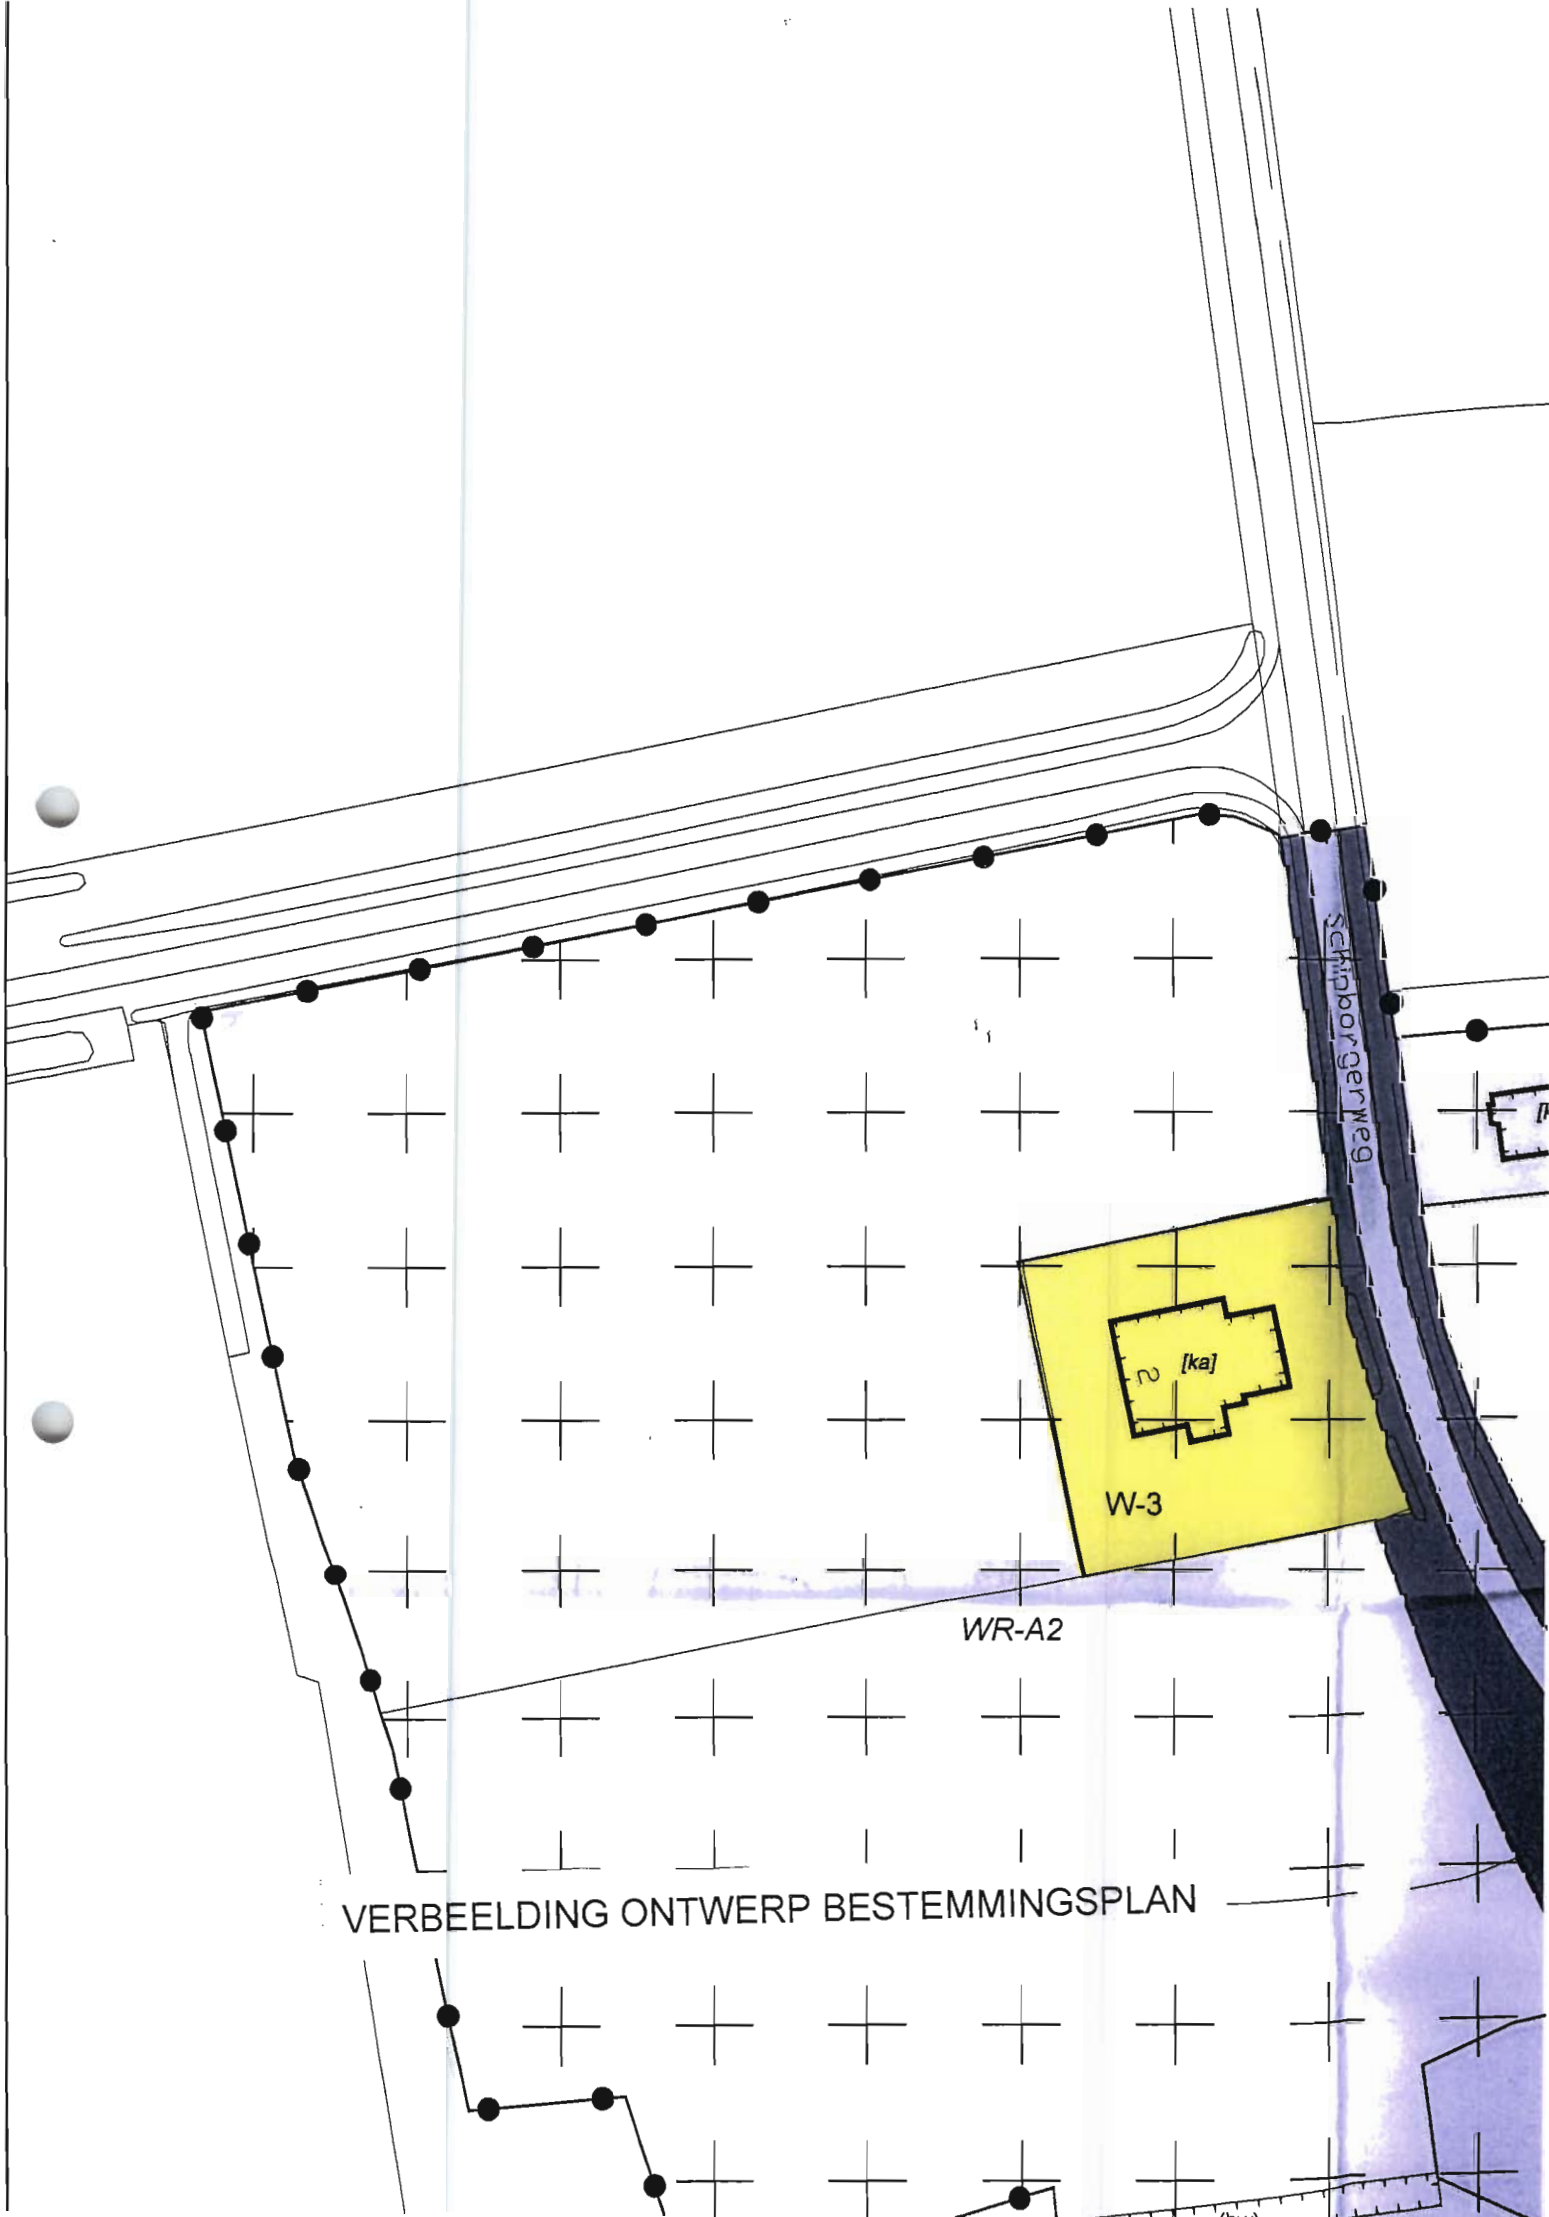 Schipborgerweg
[ka]
2
W-3
WR-A2
VERBEELDING ONTWERP BESTEMMINGSPLAN